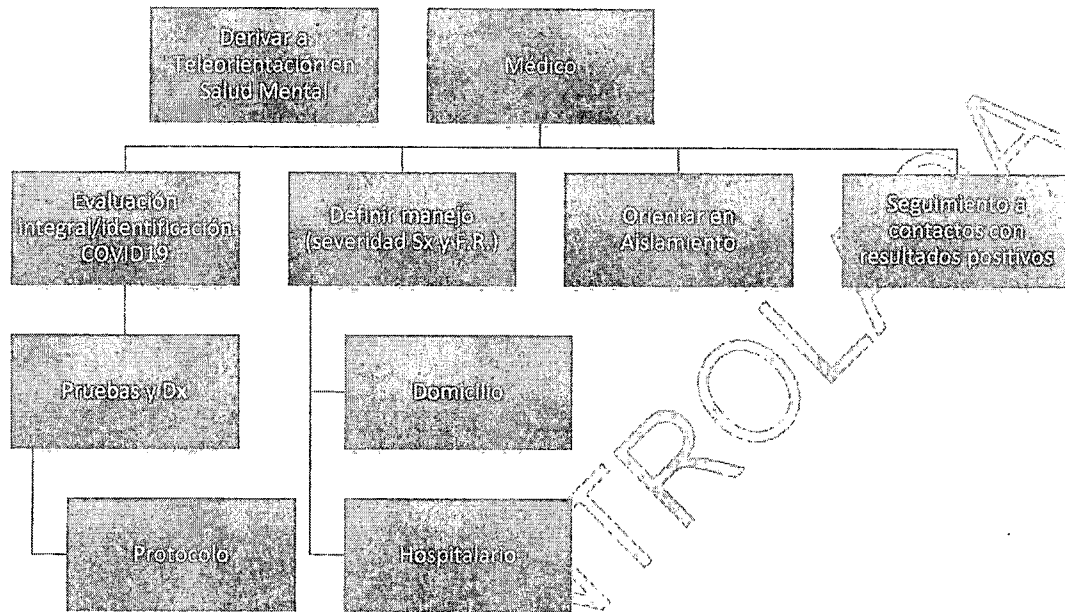 Derivar a
Teleorientación en
Salud Mental
Médico
Evaluación
integral/identificación
COVID19
Definir manejo
(severidad Sx y F.R.)
Orientar en
Aislamiento
Seguimiento a
contactos con
resultados positivos
Pruebas y Dx
Domicilio
Protocolo
Hospitalario